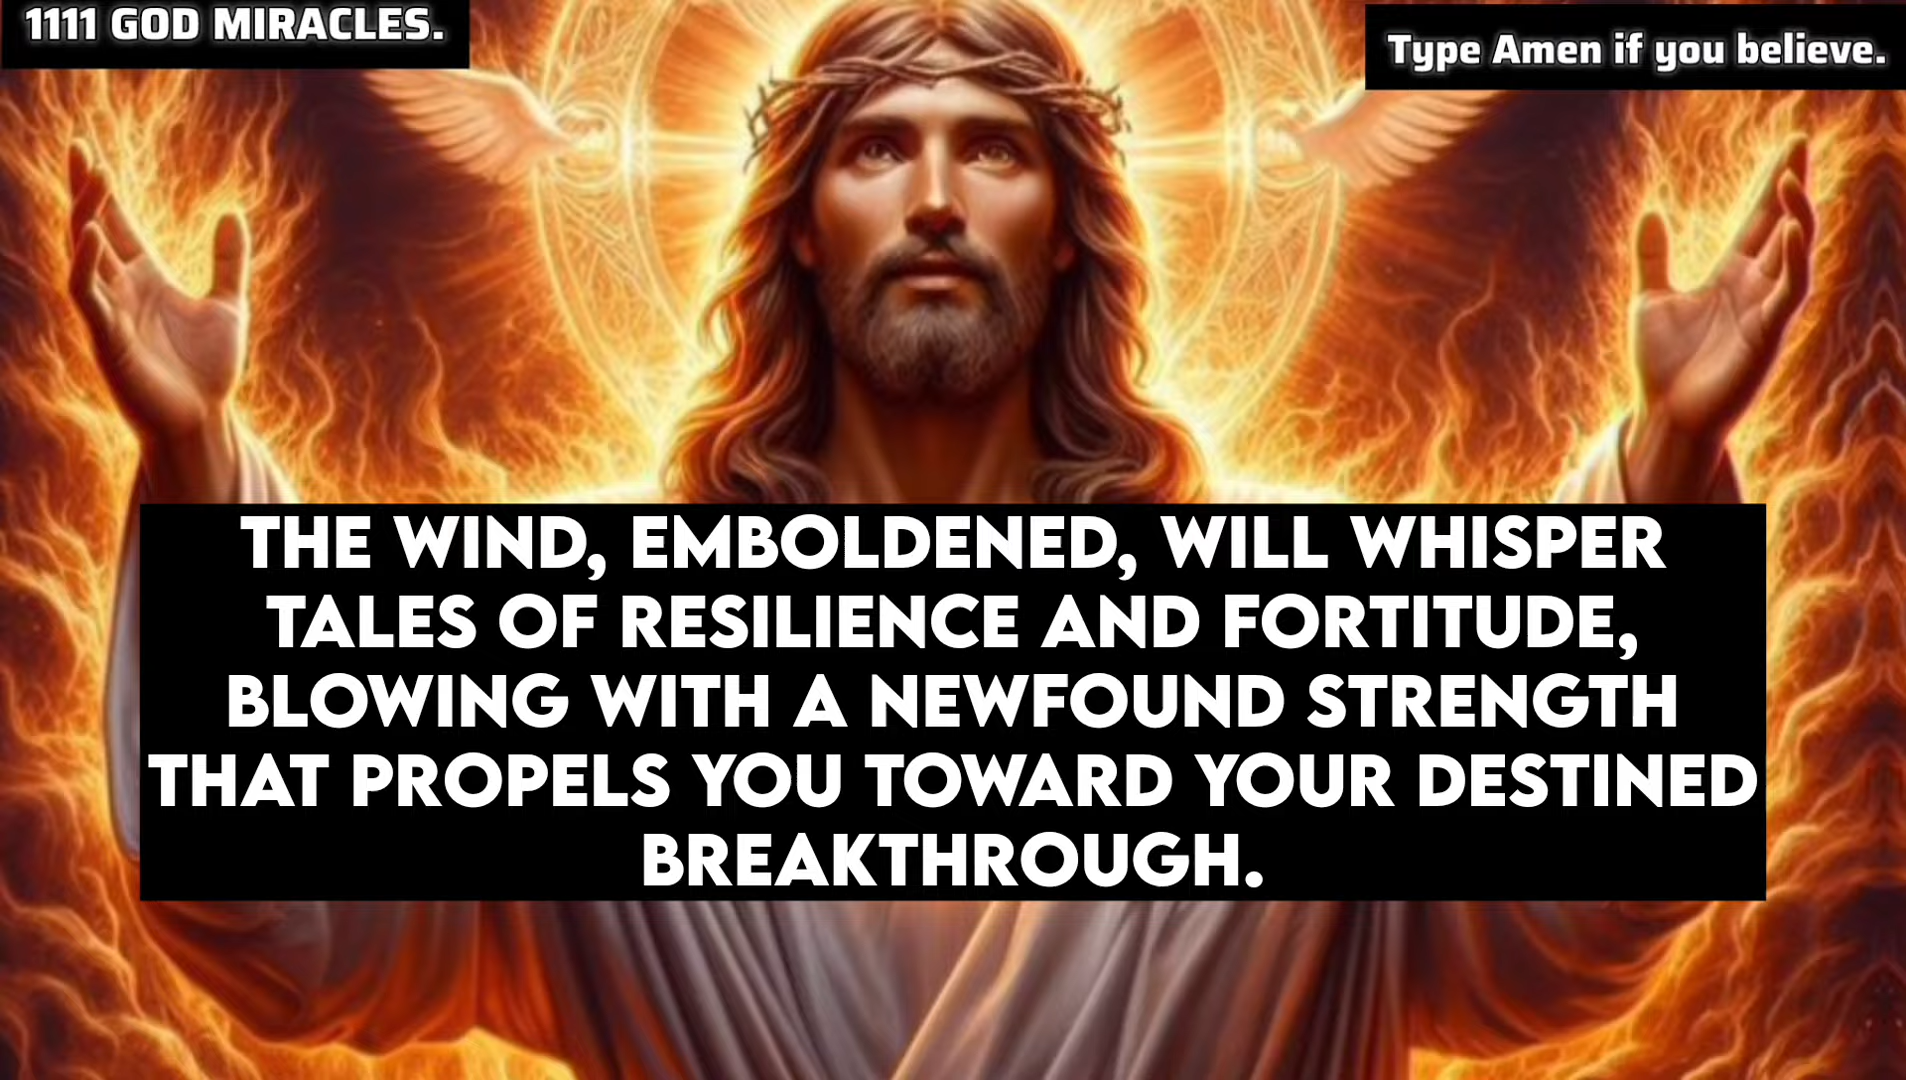 1111 GOD MIRACLES.
Type Amen if you believe.
THE WIND, EMBOLDENED, WILL WHISPER
TALES OF RESILIENCE AND FORTITUDE,
BLOWING WITH A NEWFOUND STRENGTH
THAT PROPELS YOU TOWARD YOUR DESTINED
BREAKTHROUGH.